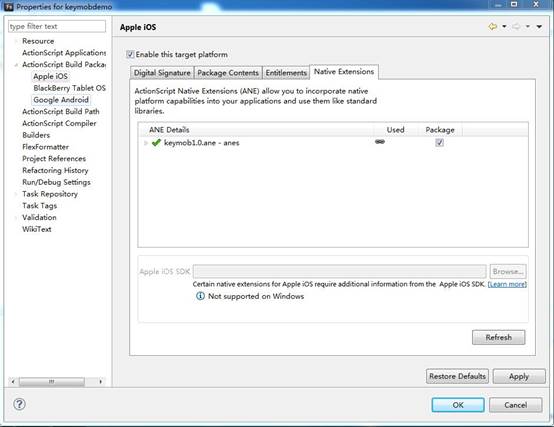 Properties for keymobdemo
type filter text
Apple iOS
Resource
ActionScript Applications
ActionScript Build Packa
Apple iOS
BlackBerry Tablet OS
Google Android
ActionScript Build Path
ActionScript Compiler
Builders
FlexFormatter
Project References
Refactoring History
Run/Debug Settings
Task Repository
Task Tags
Validation
WikiText
Enable this target platform
Digital Signature Package Contents Entitlements Native Extensions
ActionScript Native Extensions (ANE) allow you to incorporate native
platform capabilities into your applications and use them like standard
libraries.
ANE Details Used Package
keymob1.0.ane - anes
Apple iOS SDK Browse...
Certain native extensions for Apple iOS require additional information from the Apple iOS SDK. [Learn more]
Not supported on Windows
Refresh
Restore Defaults Apply
OK Cancel